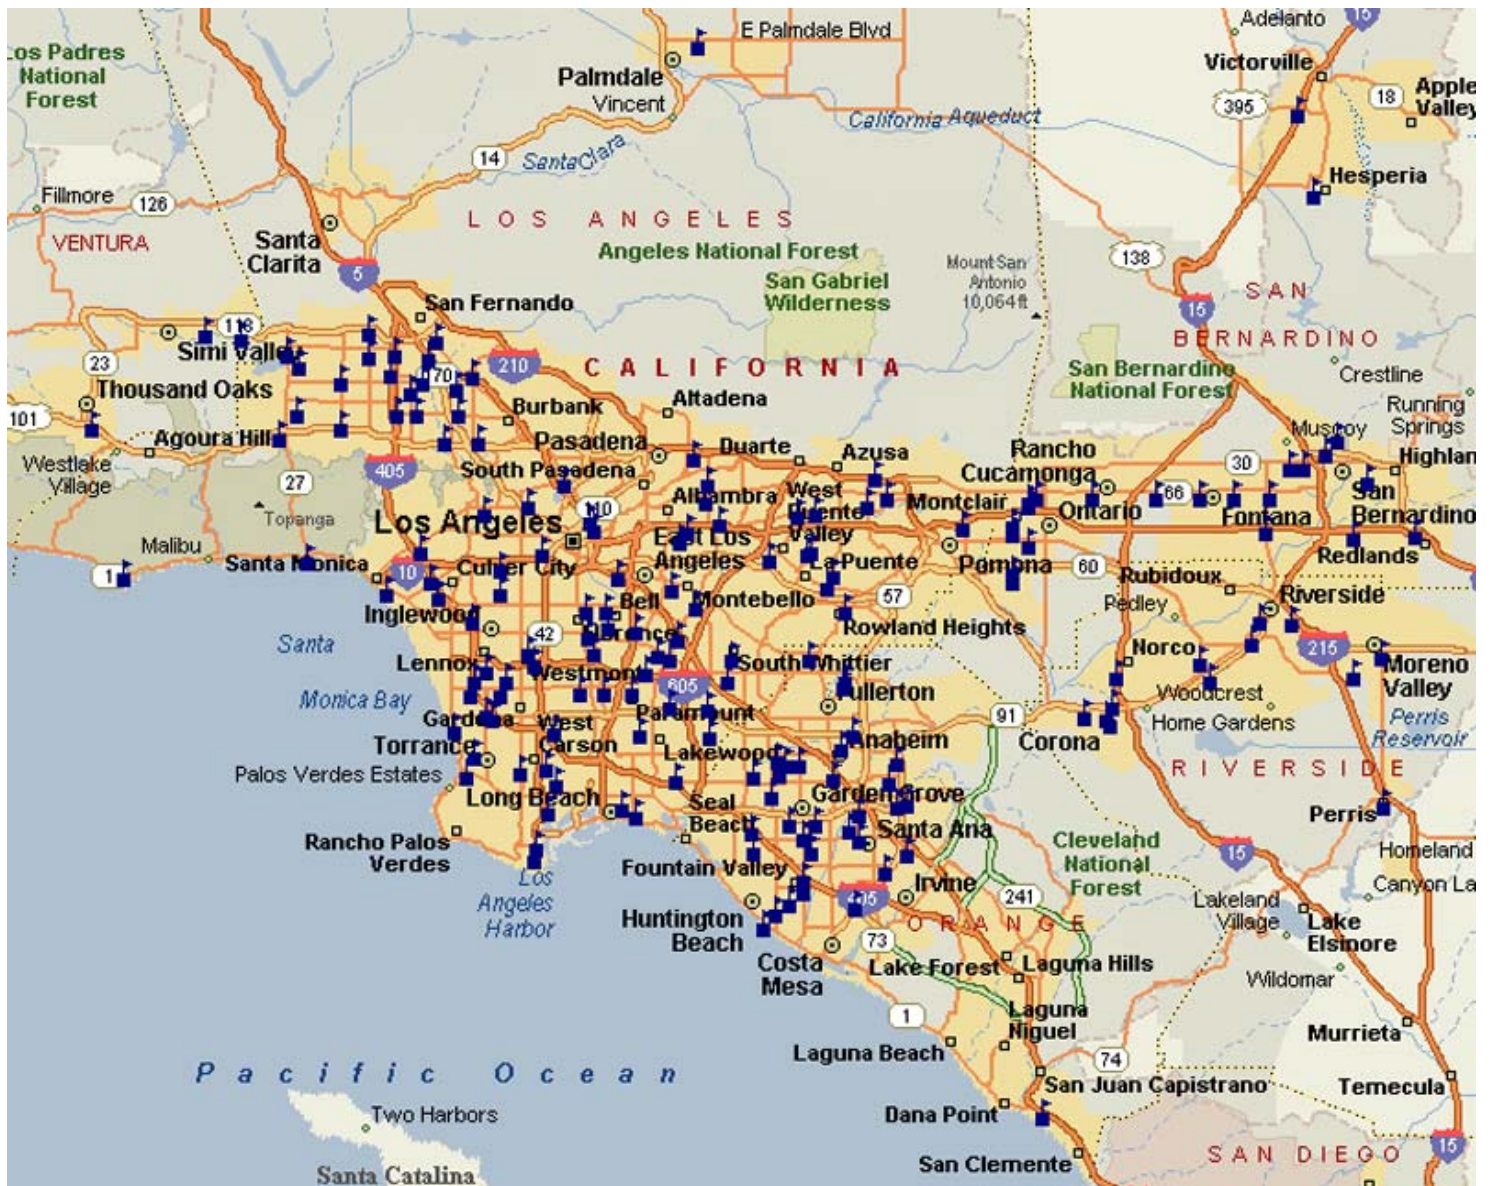 15
Adelanto
E Palmdale Blvd
Los Padres
National
Forest
Victorville
Palmdale
Vincent
395
18
Apple
Valley
California Aqueduct
14
SantaClara
Hesperia
Fillmore
126
LOS ANGELES
VENTURA
Santa
Clarita
5
Angeles National Forest
138
Mount San
Antonio
10,064 ft
San Gabriel
Wilderness
SAN
BERNARDINO
15
San Fernando
118
Simi Valley
23
210
CALIFORNIA
San Bernardino
National Forest
Crestline
70
Thousand Oaks
Altadena
Running
Springs
101
Burbank
Agoura Hill
Pasadena
Duarte
Azusa
Rancho
Cucamonga
Muscoy
30
Highlan
Westlake
Village
405
27
South Pasadena
Alhambra
West
Puente
Valley
Montclair
66
San
Bernardino
110
Topanga
Los Angeles
Ontario
Fontana
East Los
Angeles
Malibu
Santa Monica
10
Culver City
La Puente
Pomona
60
Redlands
1
Rubidoux
Inglewood
Bell
Montebello
57
Pedley
Riverside
42
Florence
Rowland Heights
Santa
Monica Bay
Lennox
Westmont
South Whittier
Norco
215
Moreno
Valley
605
Fullerton
Woodcrest
Gardena
West
Carson
Paramount
91
Home Gardens
Perris
Reservoir
Torrance
Lakewood
Anaheim
Corona
Palos Verdes Estates
RIVERSIDE
Long Beach
Seal
Beach
Garden Grove
Perris
Rancho Palos
Verdes
Santa Ana
Cleveland
National
Forest
15
Homeland
Los
Angeles
Harbor
Fountain Valley
Irvine
405
241
Canyon La
Lakeland
Village
Lake
Elsinore
Huntington
Beach
ORANGE
73
Costa
Mesa
Lake Forest
Laguna Hills
Wildomar
1
Laguna
Niguel
Murrieta
Laguna Beach
74
Pacific Ocean
San Juan Capistrano
Temecula
Two Harbors
Dana Point
15
Santa Catalina
San Clemente
SAN DIEGO